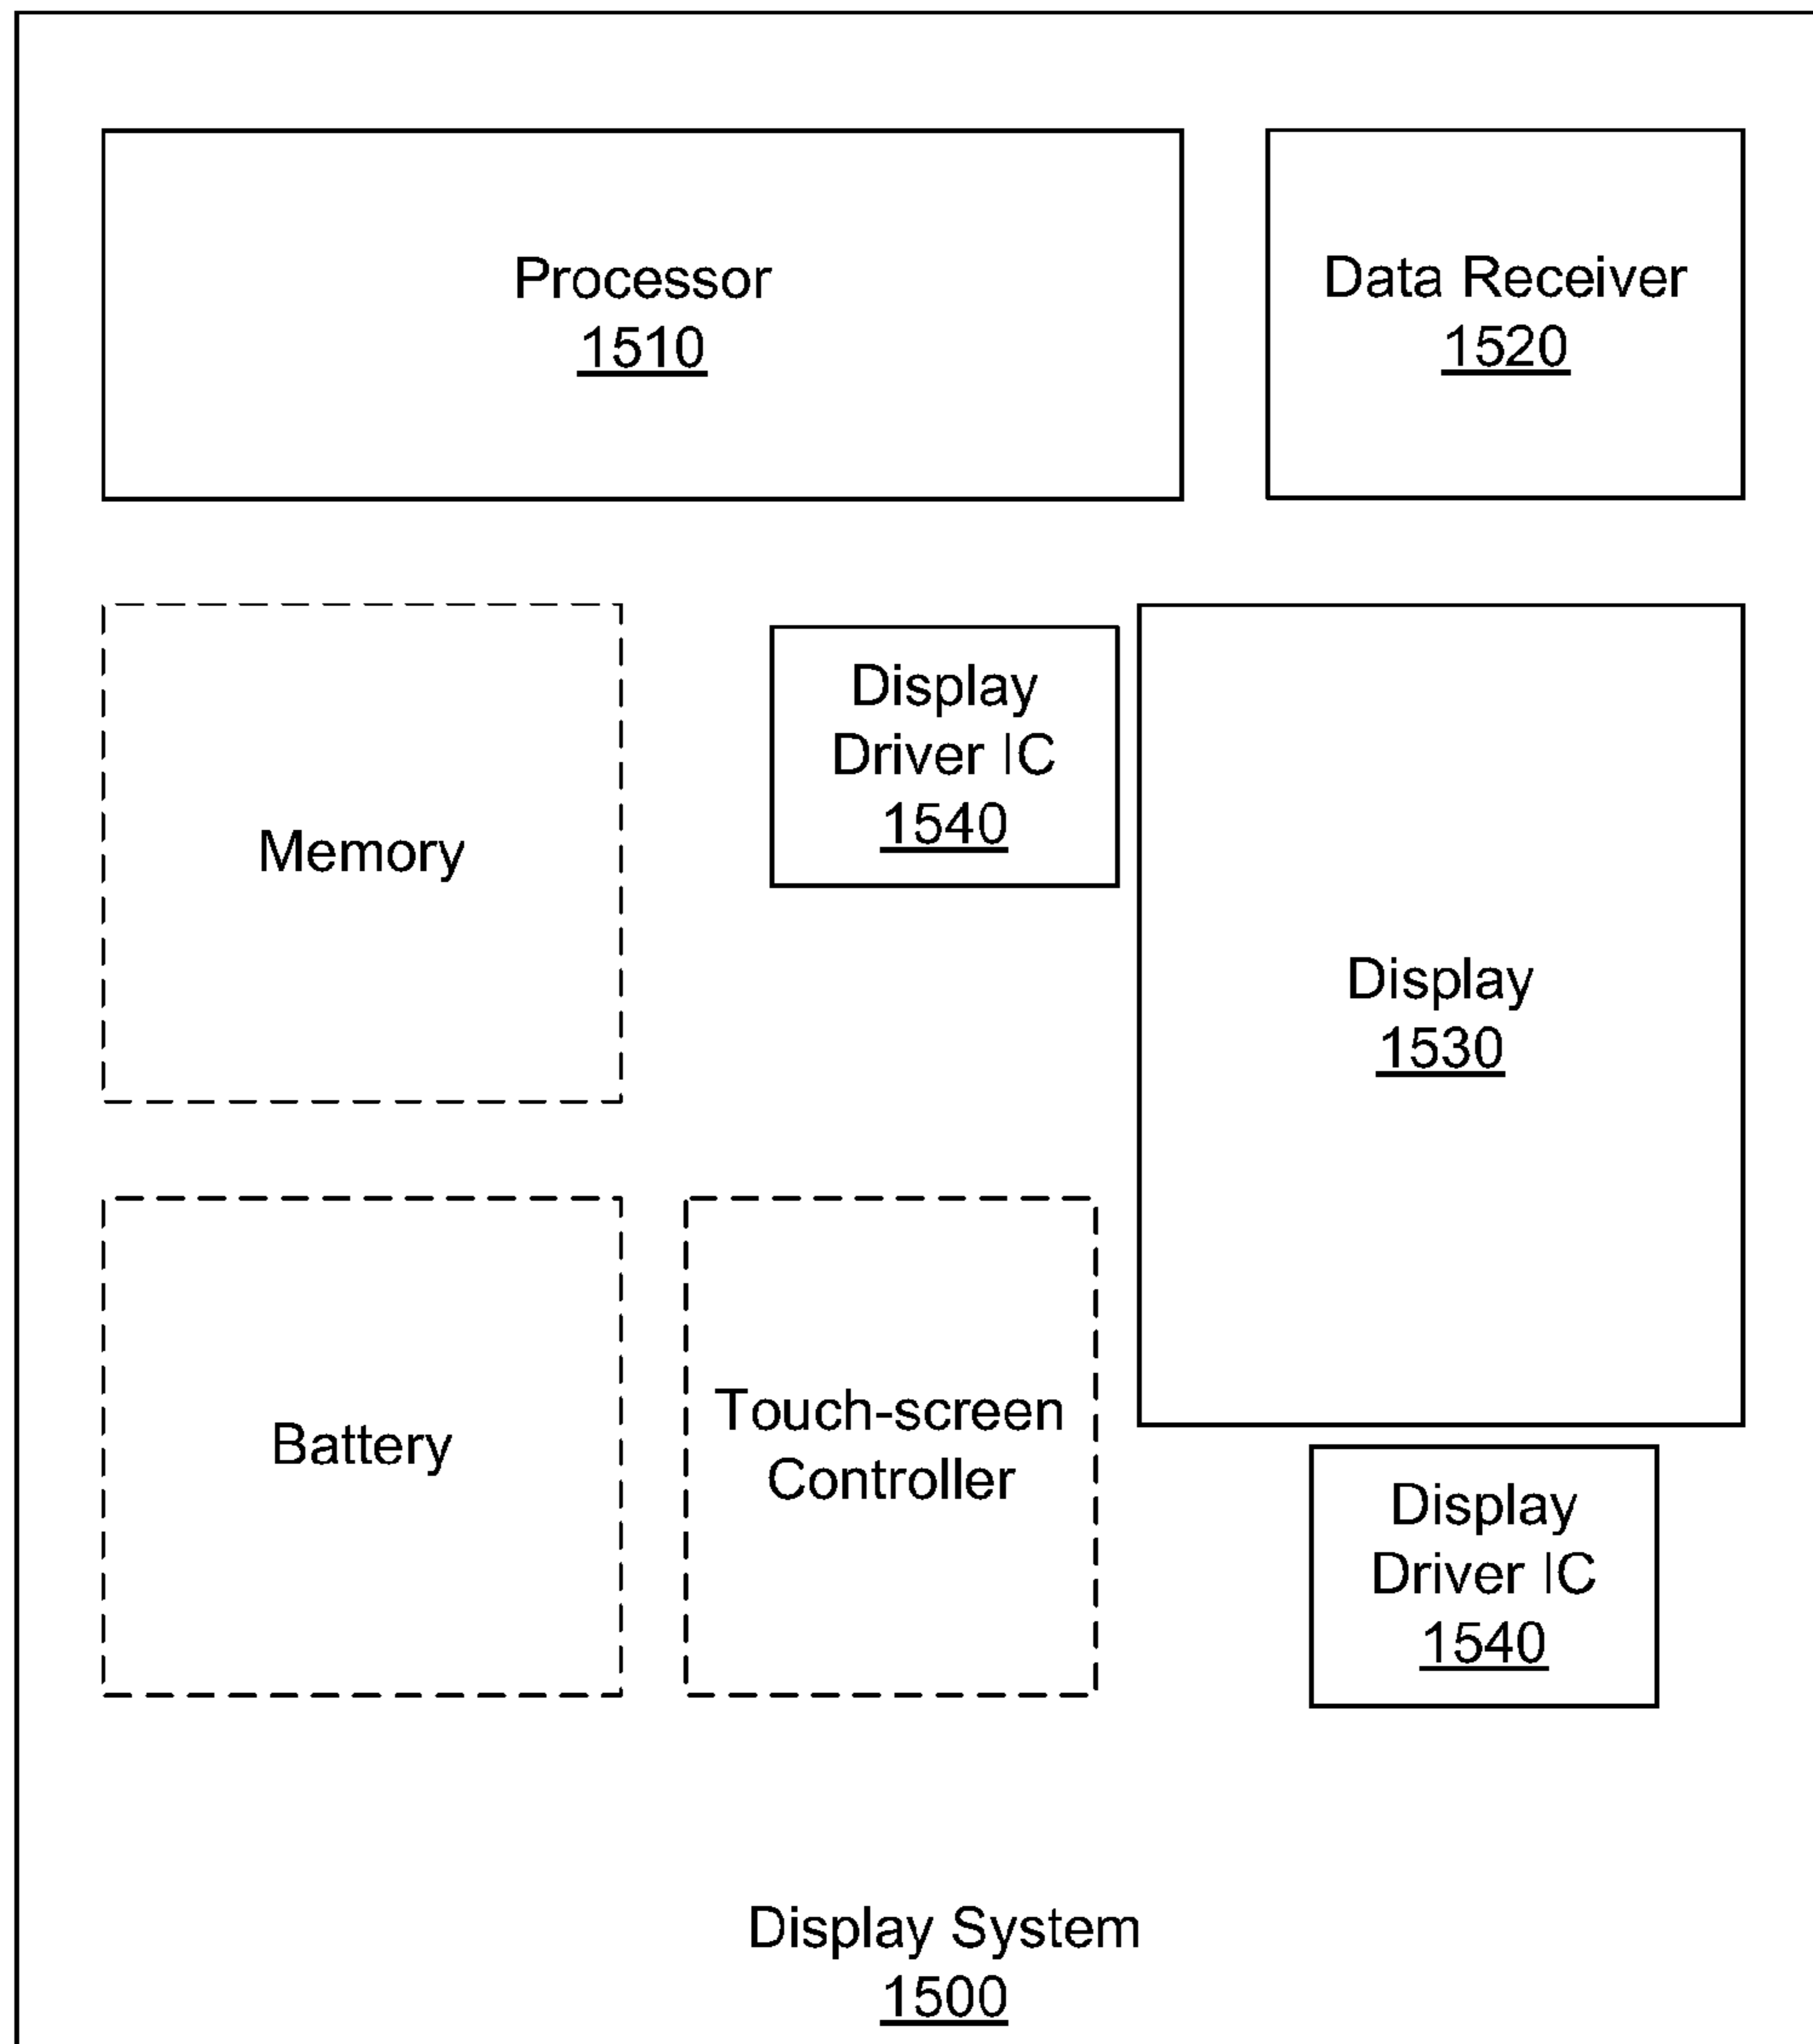 Processor
1510
Data Receiver
1520
Memory
Display
Driver IC
1540
Display
1530
Battery
Touch-screen
Controller
Display
Driver IC
1540
Display System
1500